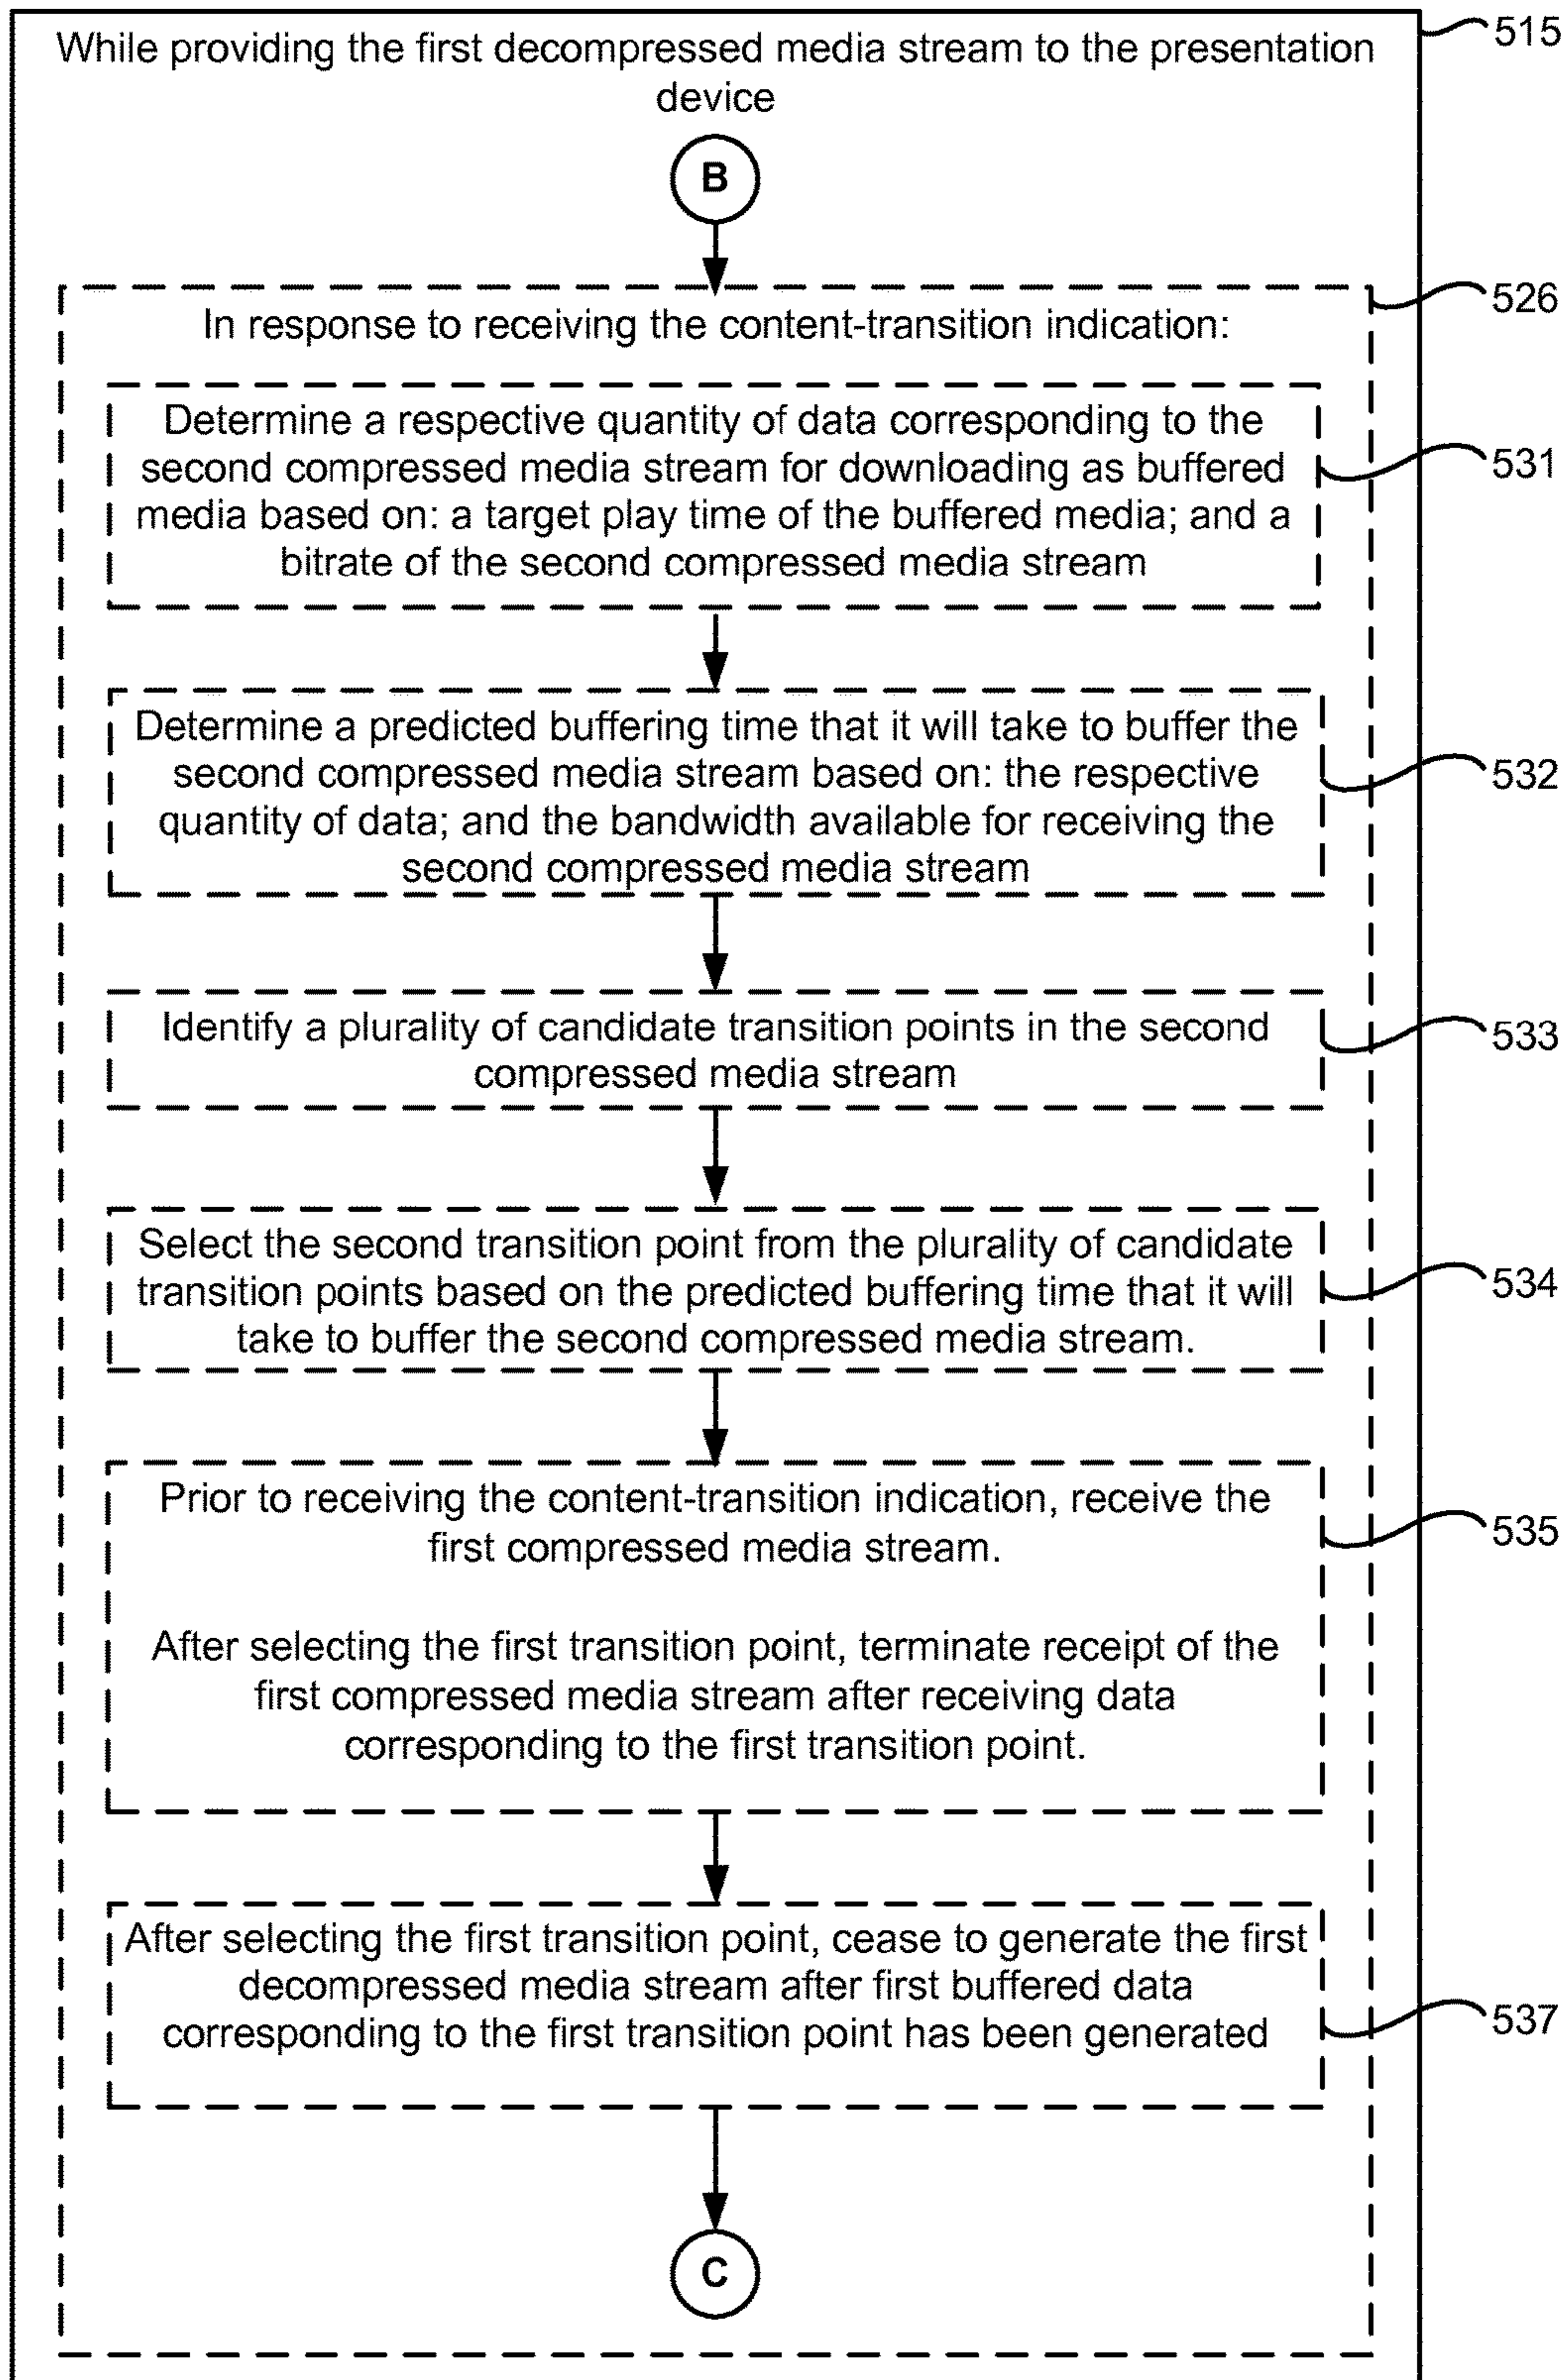 While providing the first decompressed media stream to the presentation
device
515
B
526
In response to receiving the content-transition indication:
Determine a respective quantity of data corresponding to the
second compressed media stream for downloading as buffered
media based on: a target play time of the buffered media; and a
bitrate of the second compressed media stream
531
Determine a predicted buffering time that it will take to buffer the
second compressed media stream based on: the respective
quantity of data; and the bandwidth available for receiving the
second compressed media stream
532
Identify a plurality of candidate transition points in the second
compressed media stream
533
Select the second transition point from the plurality of candidate
transition points based on the predicted buffering time that it will
take to buffer the second compressed media stream.
534
Prior to receiving the content-transition indication, receive the
first compressed media stream.
535
After selecting the first transition point, terminate receipt of the
first compressed media stream after receiving data
corresponding to the first transition point.
After selecting the first transition point, cease to generate the first
decompressed media stream after first buffered data
corresponding to the first transition point has been generated
537
C